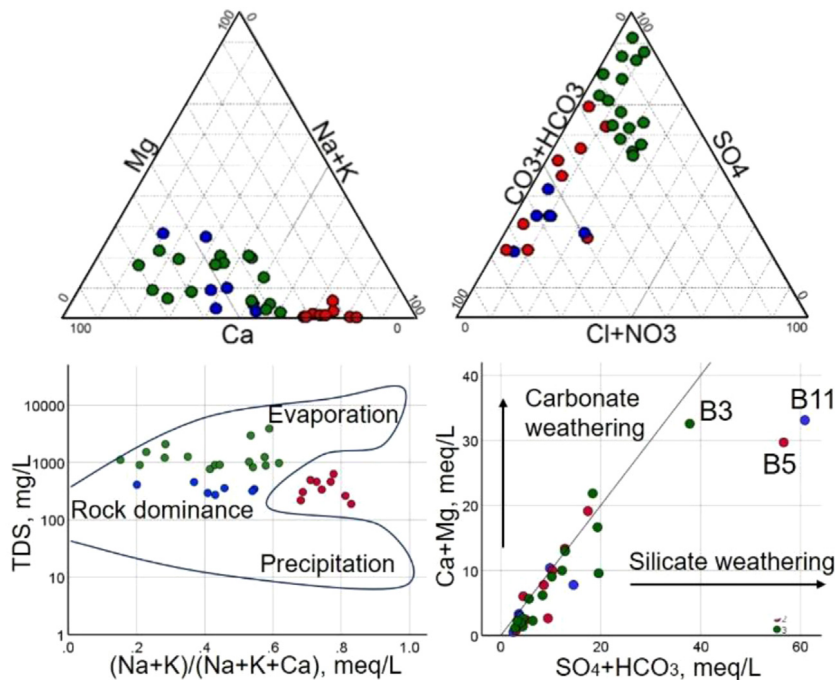 100
0
Mg
Na+K
0
100
100
Ca
0
100
0
CO3+HCO3
SO4
100
0
0
Cl+NO3
100
TDS, mg/L
10000
1000
100
10
1
Evaporation
Rock dominance
Precipitation
.0
.2
.4
.6
.8
1.0
(Na+K)/(Na+K+Ca), meq/L
Ca+Mg, meq/L
40
30
20
10
0
Carbonate
weathering
B3
B11
B5
Silicate weathering
2
3
0
20
40
60
SO₄+HCO₃, meq/L